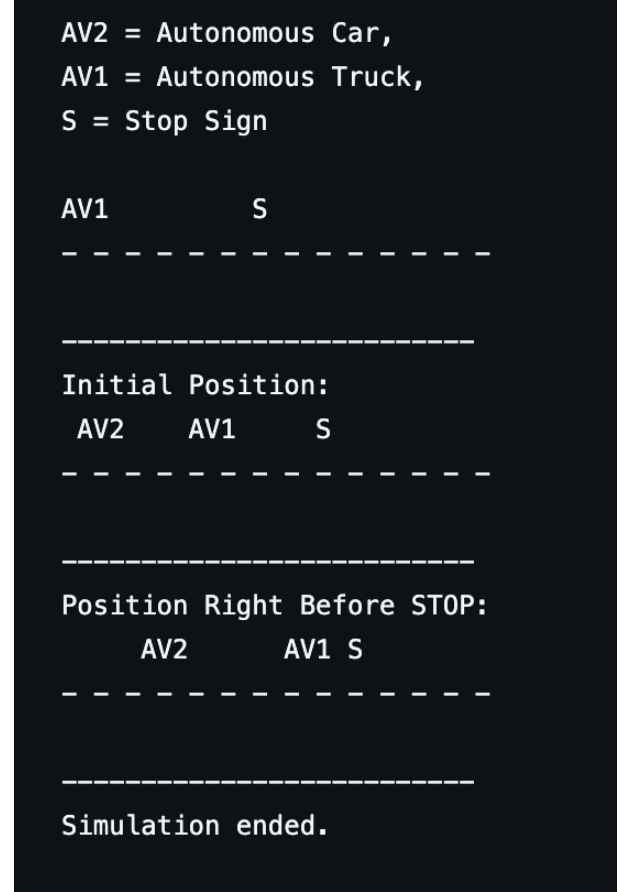 AV2 = Autonomous Car,
AV1 = Autonomous Truck,
S = Stop Sign
AV1         S
- - - - - - - - - - - - - -
--------------------------
Initial Position:
 AV2    AV1     S
- - - - - - - - - - - - - -
--------------------------
Position Right Before STOP:
     AV2      AV1 S
- - - - - - - - - - - - - -
--------------------------
Simulation ended.